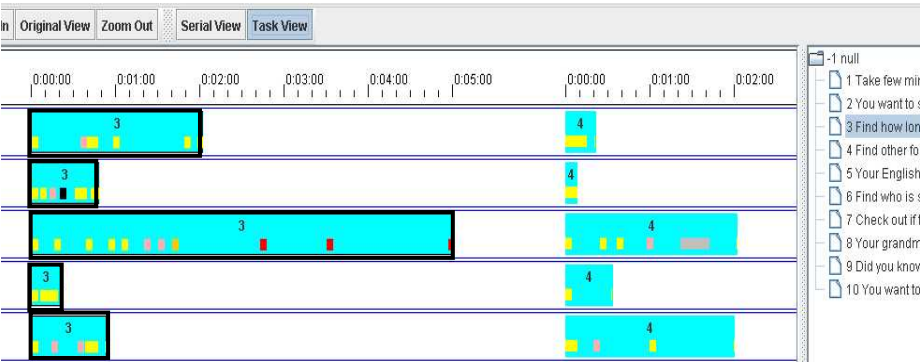 in Original View Zoom Out Serial View Task View
0:00:00 0:01:00 0:02:00 0:03:00 0:04:00 0:05:00 0:00:00 0:01:00 0:02:00
3 4
3 4
3 4
3 4
3 4
-1 null
1 Take few min
2 You want to s
3 Find how lon
4 Find other fo
5 Your English
6 Find who is s
7 Check out if t
8 Your grandm
9 Did you know
10 You want to